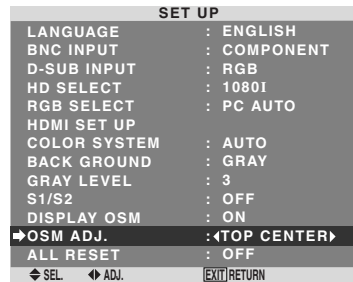 SET UP
LANGUAGE : ENGLISH
BNC INPUT : COMPONENT
D-SUB INPUT : RGB
HD SELECT : 1080I
RGB SELECT : PC AUTO
HDMI SET UP
COLOR SYSTEM : AUTO
BACK GROUND : GRAY
GRAY LEVEL : 3
S1/S2 : OFF
DISPLAY OSM : ON
OSM ADJ. : TOP CENTER
ALL RESET : OFF
SEL. ADJ. EXIT RETURN